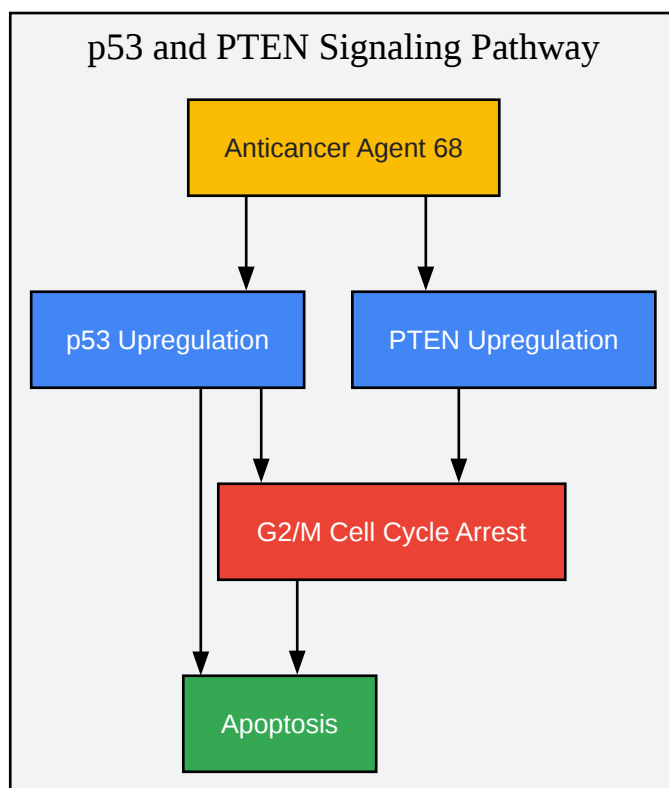 p53 and PTEN Signaling Pathway
Anticancer Agent 68
p53 Upregulation
PTEN Upregulation
G2/M Cell Cycle Arrest
Apoptosis